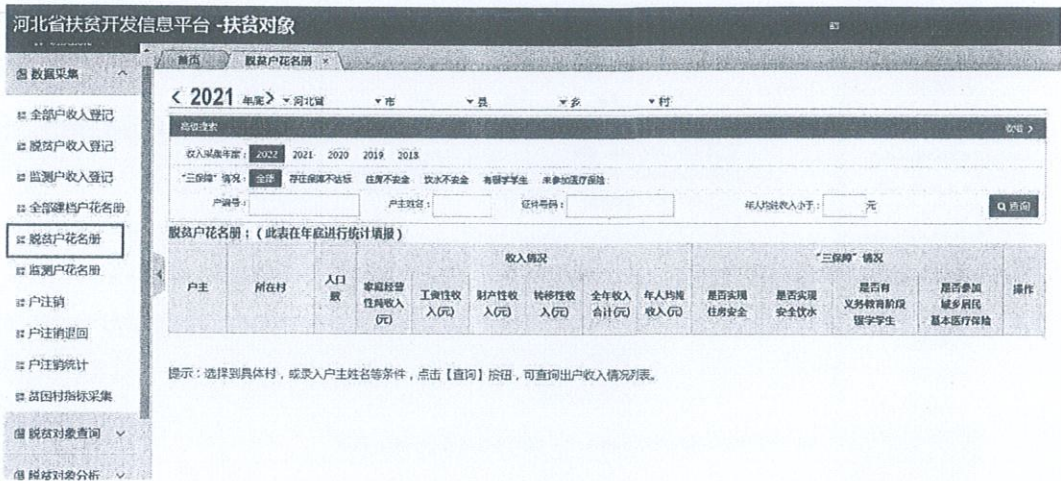 河北省扶贫开发信息平台 -扶贫对象
首页 脱贫户花名册 ×
数据采集
全部户收入登记
脱贫户收入登记
监测户收入登记
全部建档户花名册
脱贫户花名册
监测户花名册
户注销
户注销退回
户注销统计
贫困村指标采集
脱贫对象查询
脱贫对象分析
< 2021 年底 > ▾ 河北省 ▾ 市 ▾ 县 ▾ 乡 ▾ 村
高级搜索 收缩 >
收入采集年度: 2022 2021 2020 2019 2018
"三保障" 情况: 全部 存在保障不达标 住房不安全 饮水不安全 有辍学学生 未参加医疗保险
户编号: 户主姓名: 证件号码: 年人均纯收入小于: 元 查询
脱贫户花名册:(此表在年底进行统计填报)
收入情况 "三保障" 情况
户主 所在村 人口数 家庭经营性纯收入(元) 工资性收入(元) 财产性收入(元) 转移性收入(元) 全年收入合计(元) 年人均纯收入(元) 是否实现住房安全 是否实现安全饮水 是否有义务教育阶段辍学学生 是否参加城乡居民基本医疗保险 操作
提示:选择到具体村,或录入户主姓名等条件,点击【查询】按钮,可查询出户收入情况列表。